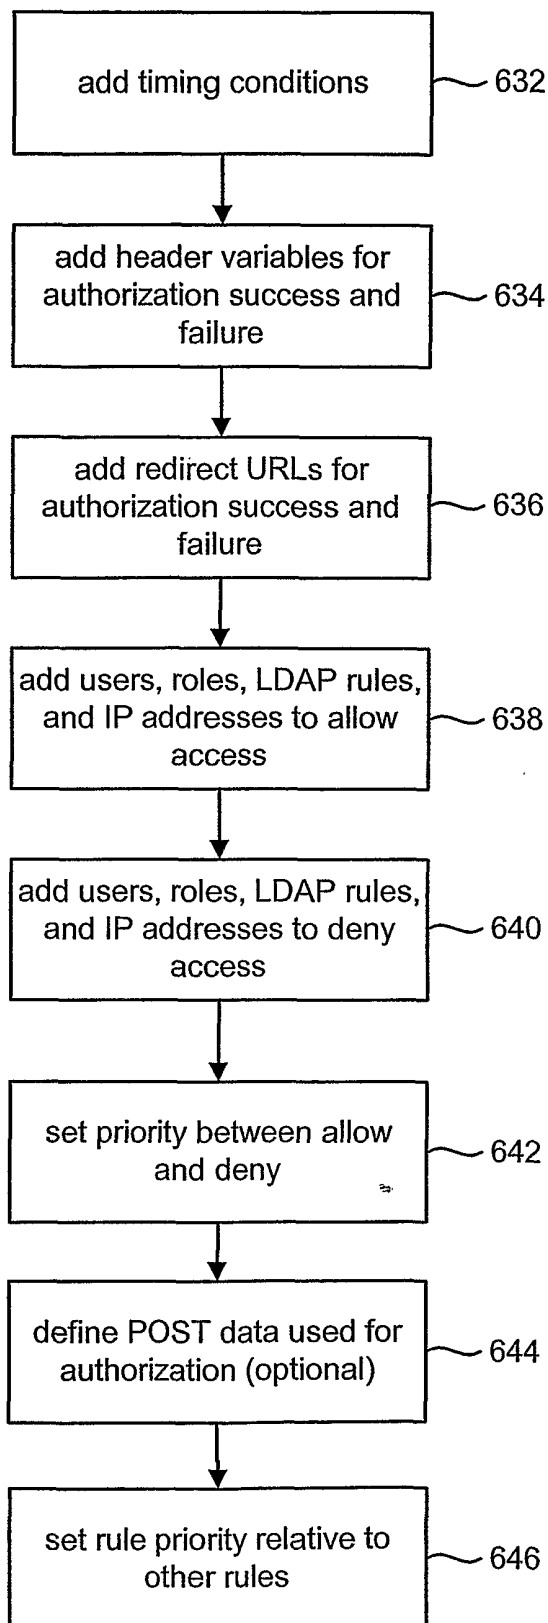 add timing conditions
632
add header variables for
authorization success and
failure
634
add redirect URLs for
authorization success and
failure
636
add users, roles, LDAP rules,
and IP addresses to allow
access
638
add users, roles, LDAP rules,
and IP addresses to deny
access
640
set priority between allow
and deny
642
define POST data used for
authorization (optional)
644
set rule priority relative to
other rules
646